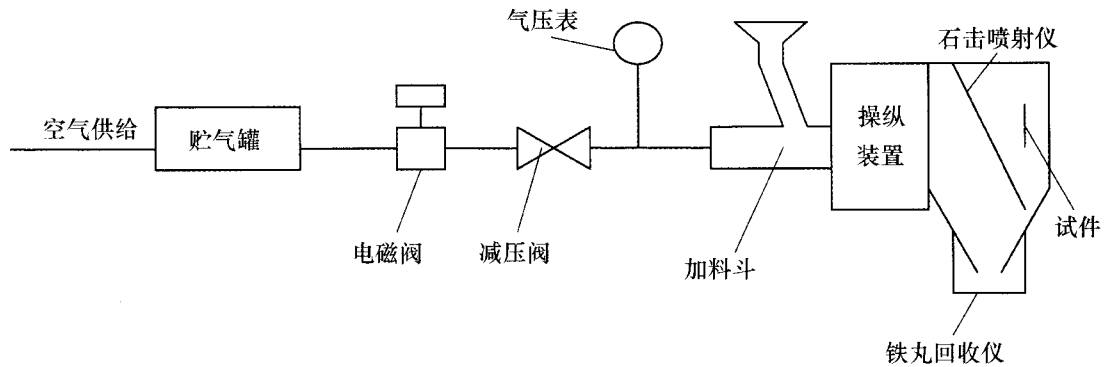 气压表
石击喷射仪
空气供给
贮气罐
操纵
装置
电磁阀
减压阀
加料斗
试件
铁丸回收仪